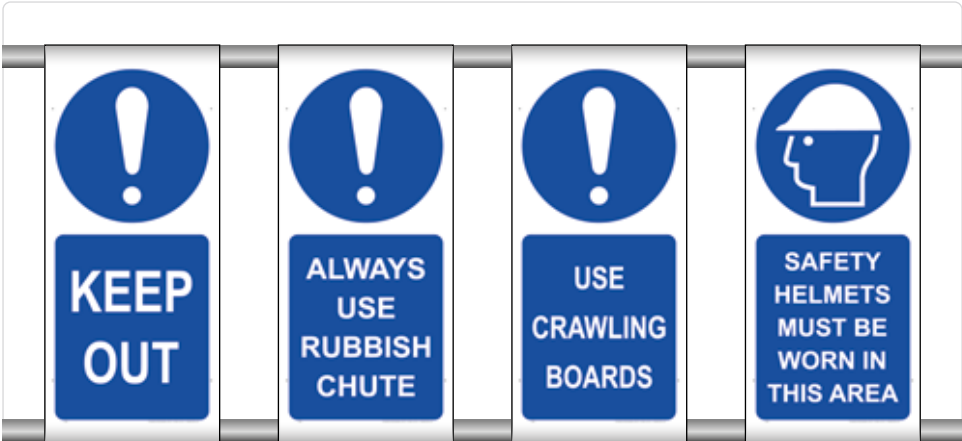 KEEP
OUT
ALWAYS
USE
RUBBISH
CHUTE
USE
CRAWLING
BOARDS
SAFETY
HELMETS
MUST BE
WORN IN
THIS AREA